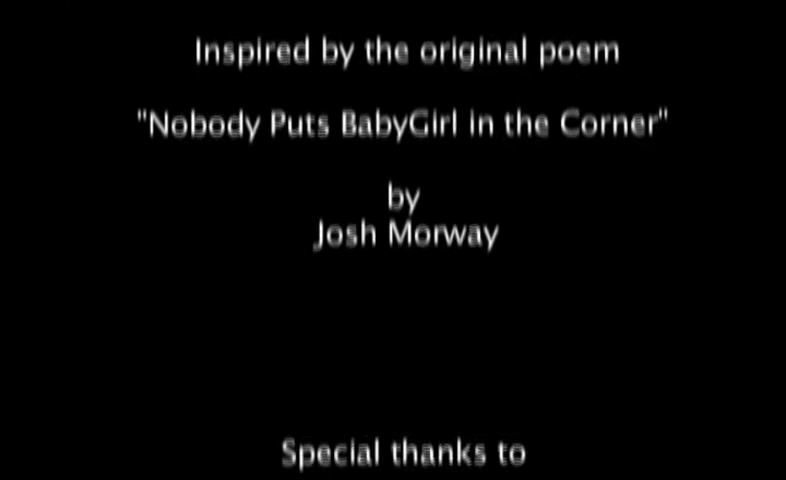 Inspired by the original poem
"Nobody Puts BabyGirl in the Corner"
by
Josh Morway
Special thanks to